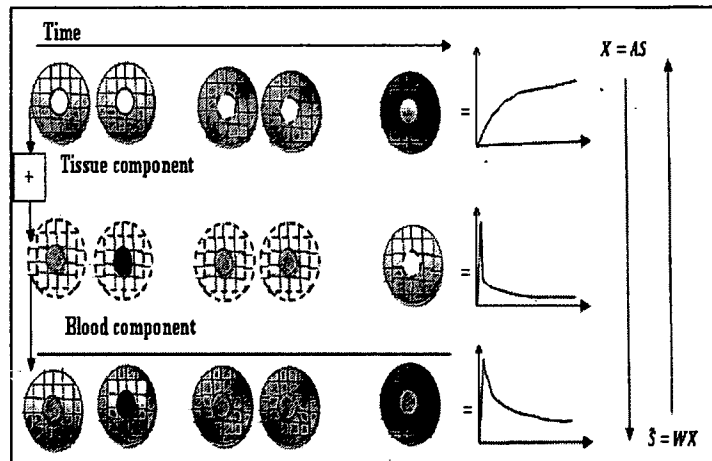 Time
X = AS
=
Tissue component
+
=
Blood component
=
Ŝ = WX